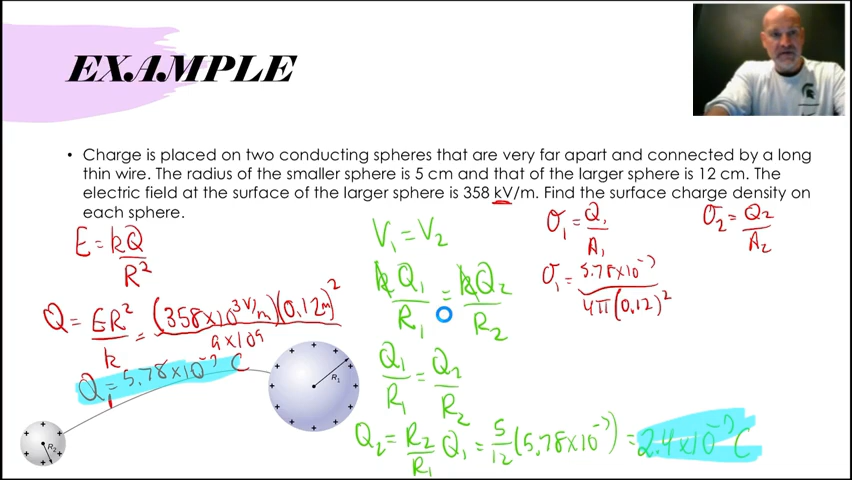 EXAMPLE
• Charge is placed on two conducting spheres that are very far apart and connected by a long
thin wire. The radius of the smaller sphere is 5 cm and that of the larger sphere is 12 cm. The
electric field at the surface of the larger sphere is 358 kV/m. Find the surface charge density on
each sphere.
E = kQ/R²
Q = ER²/k = (358×10³ V/m)(0.12m)²/9×10⁹
Q₁ = 5.78×10⁻⁷ C
R₁
R₂
V₁ = V₂
kQ₁/R₁ = kQ₂/R₂
Q₁/R₁ = Q₂/R₂
Q₂ = R₂/R₁ Q₁ = 5/12 (5.78×10⁻⁷) = 2.4×10⁻⁷ C
σ₁ = Q₁/A₁
σ₁ = 5.78×10⁻⁷/4π(0.12)²
σ₂ = Q₂/A₂